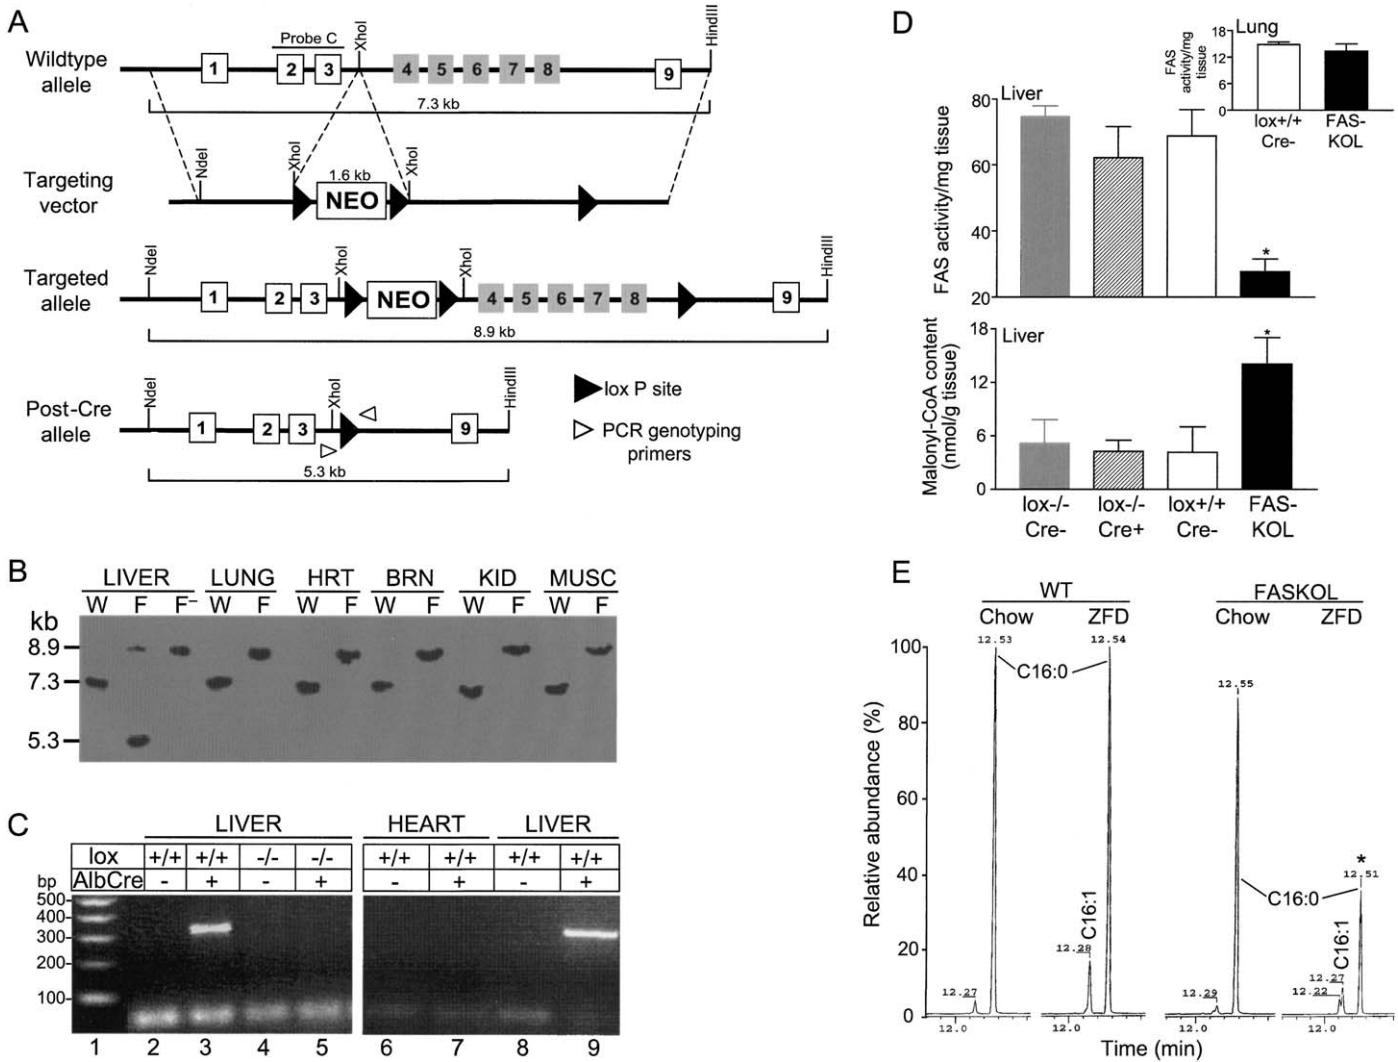 A
Wildtype
allele
Probe C
XhoI
HindIII
1
2
3
4
5
6
7
8
9
7.3 kb
Targeting
vector
NdeI
XhoI
XhoI
1.6 kb
NEO
Targeted
allele
NdeI
XhoI
XhoI
HindIII
1
2
3
NEO
4
5
6
7
8
9
8.9 kb
Post-Cre
allele
NdeI
XhoI
HindIII
1
2
3
9
5.3 kb
lox P site
PCR genotyping
primers
B
LIVER LUNG HRT BRN KID MUSC
W F F– W F W F W F W F W F
kb
8.9
7.3
5.3
C
LIVER HEART LIVER
lox +/+ +/+ -/- -/- +/+ +/+ +/+ +/+
bp AlbCre - + - + - + - +
500
400
300
200
100
1 2 3 4 5 6 7 8 9
D
Lung
FAS
activity/mg
tissue
18
12
6
0
lox+/+
Cre-
FAS-
KOL
Liver
FAS activity/mg tissue
80
60
40
20
*
Liver
Malonyl-CoA content
(nmol/g tissue)
18
12
6
0
*
lox-/-
Cre-
lox-/-
Cre+
lox+/+
Cre-
FAS-
KOL
E
WT FASKOL
Chow ZFD Chow ZFD
Relative abundance (%)
100
80
60
40
20
0
12.53
12.54
C16:0
12.55
C16:0
*
12.51
C16:1
12.28
12.27
12.29
C16:1
12.27
12.22
12.0 12.0 12.0 12.0
Time (min)